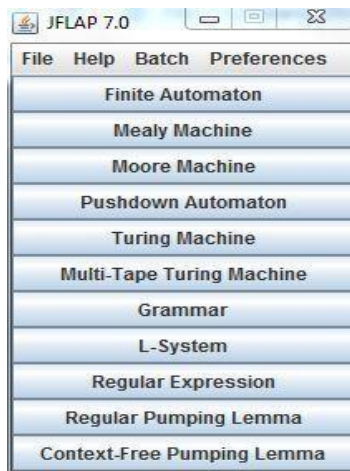 JFLAP 7.0
File Help Batch Preferences
Finite Automaton
Mealy Machine
Moore Machine
Pushdown Automaton
Turing Machine
Multi-Tape Turing Machine
Grammar
L-System
Regular Expression
Regular Pumping Lemma
Context-Free Pumping Lemma